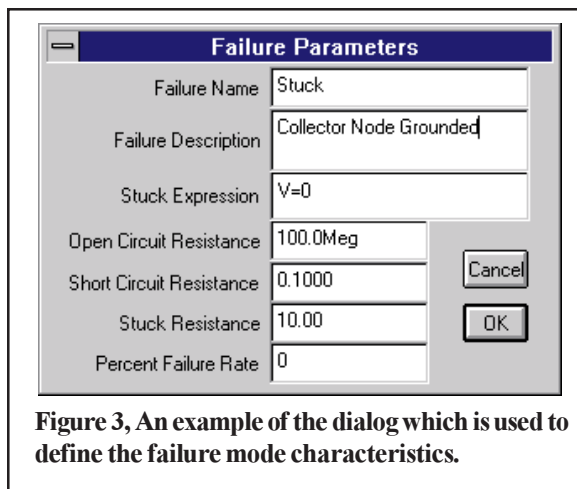 Failure Parameters
Failure Name Stuck
Failure Description Collector Node Grounded
Stuck Expression V=0
Open Circuit Resistance 100.0Meg
Short Circuit Resistance 0.1000
Cancel
Stuck Resistance 10.00
OK
Percent Failure Rate 0
Figure 3, An example of the dialog which is used to
define the failure mode characteristics.